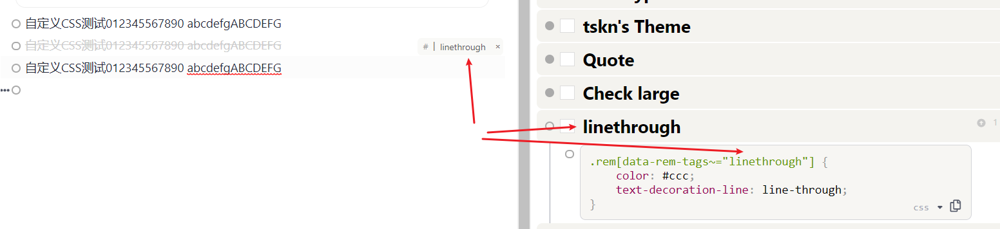 自定义CSS测试012345567890 abcdefgABCDEFG
自定义CSS测试012345567890 abcdefgABCDEFG
# | linethrough ×
自定义CSS测试012345567890 abcdefgABCDEFG
tskn's Theme
Quote
Check large
linethrough
1
.rem[data-rem-tags~="linethrough"] {
color: #ccc;
text-decoration-line: line-through;
}
css